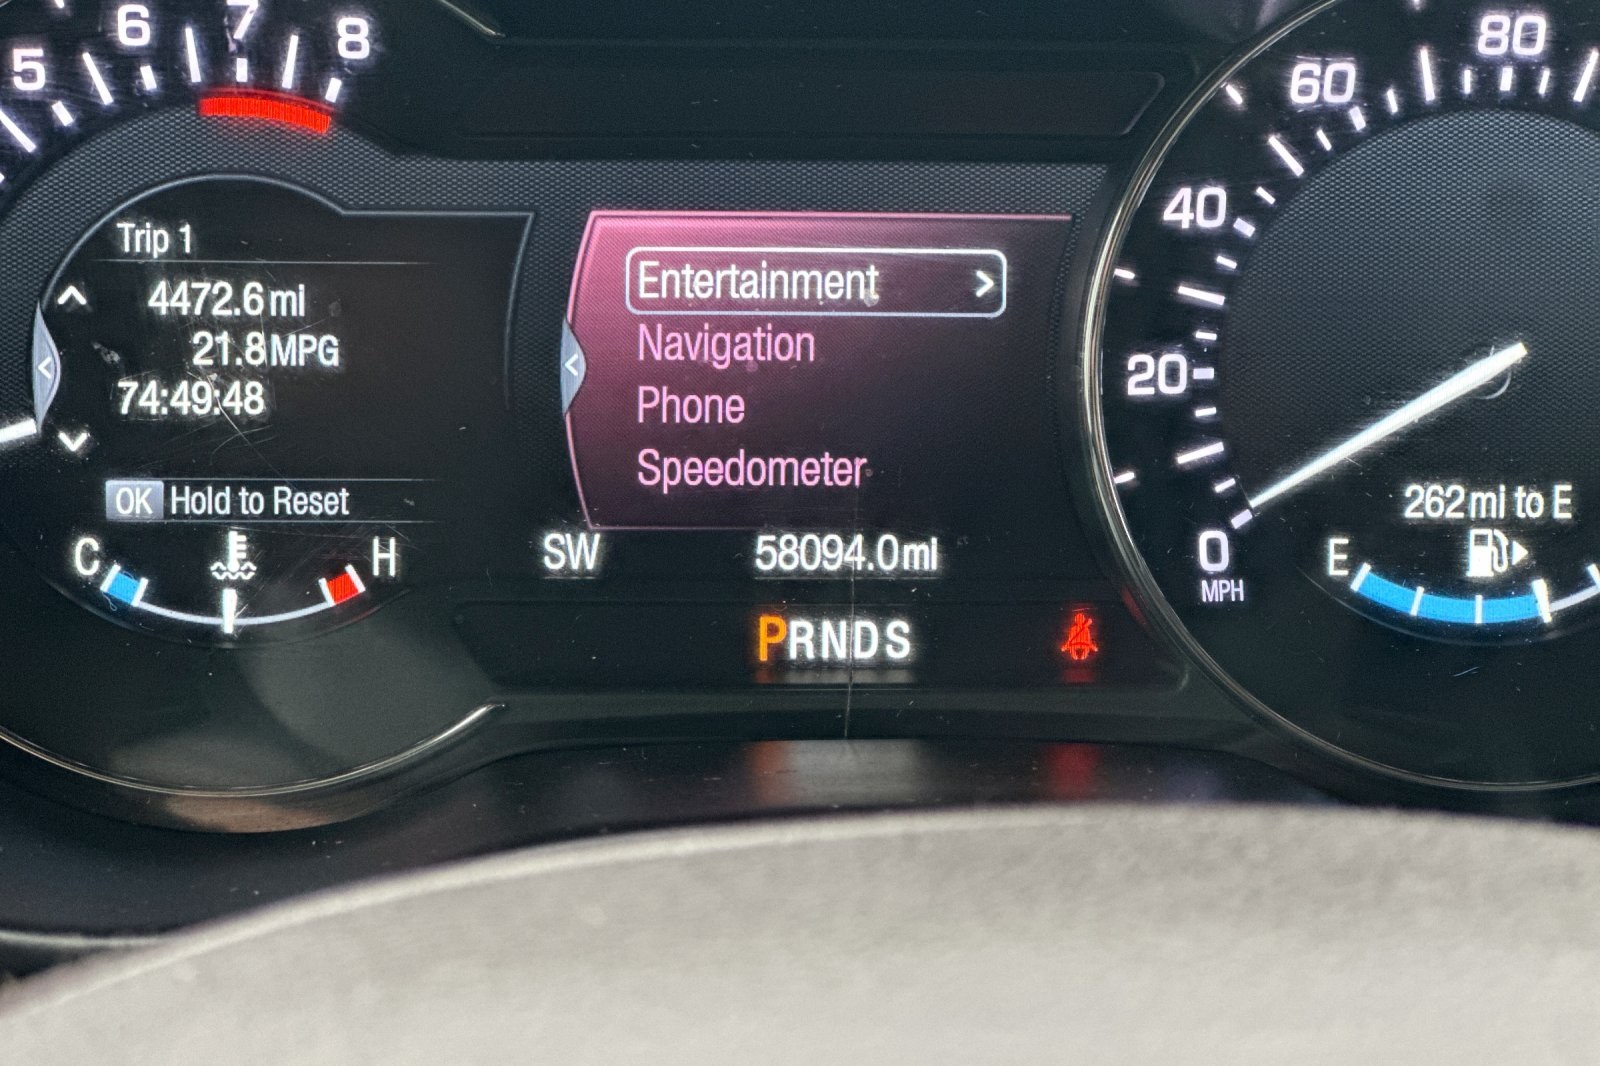 5 6 7 8
Trip 1
4472.6 mi
21.8 MPG
74:49:48
OK Hold to Reset
C H
Entertainment >
Navigation
Phone
Speedometer
SW 58094.0 mi
PRNDS
80
60
40
20
0
MPH
262 mi to E
E